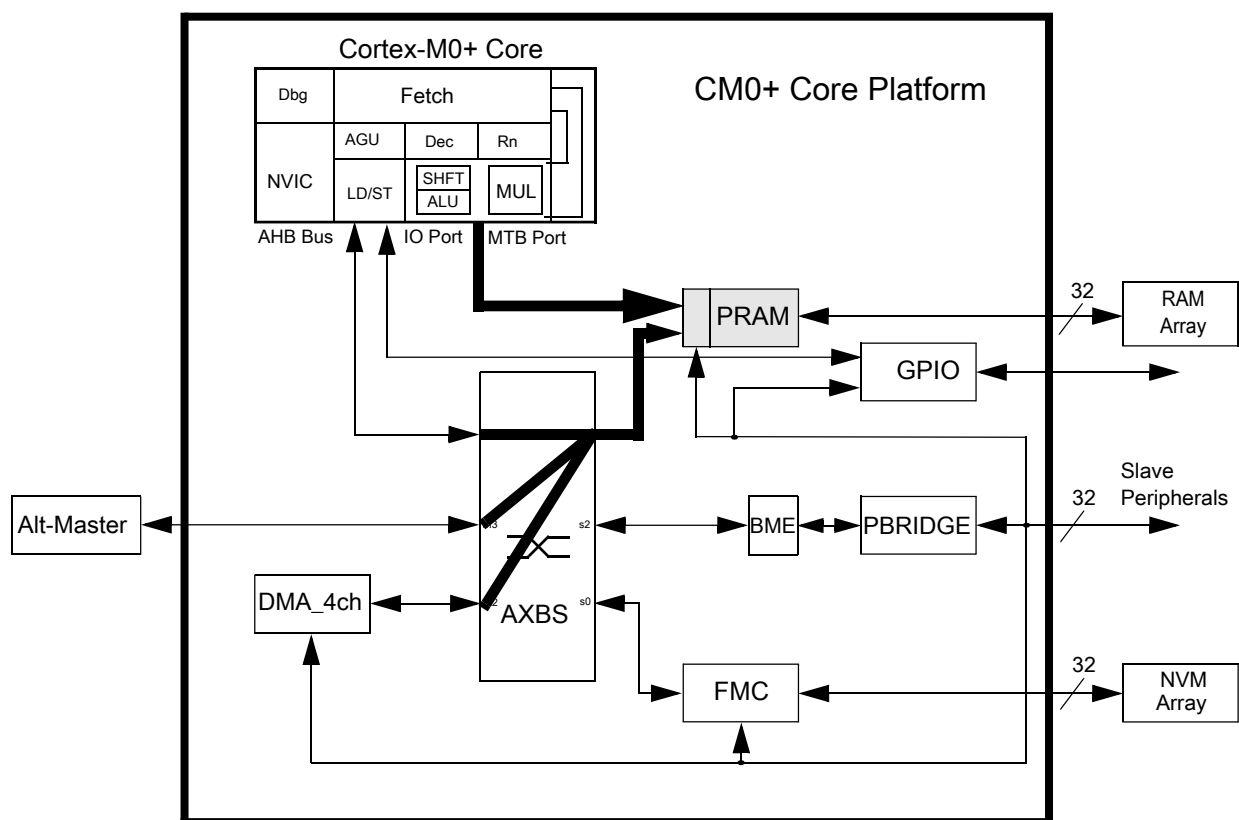 Cortex-M0+ Core
CM0+ Core Platform
Dbg
Fetch
AGU
Dec
Rn
NVIC
LD/ST
SHFT
ALU
MUL
AHB Bus
IO Port
MTB Port
PRAM
32
RAM
Array
GPIO
Slave
Peripherals
32
Alt-Master
s2
BME
PBRIDGE
DMA_4ch
s0
AXBS
FMC
32
NVM
Array